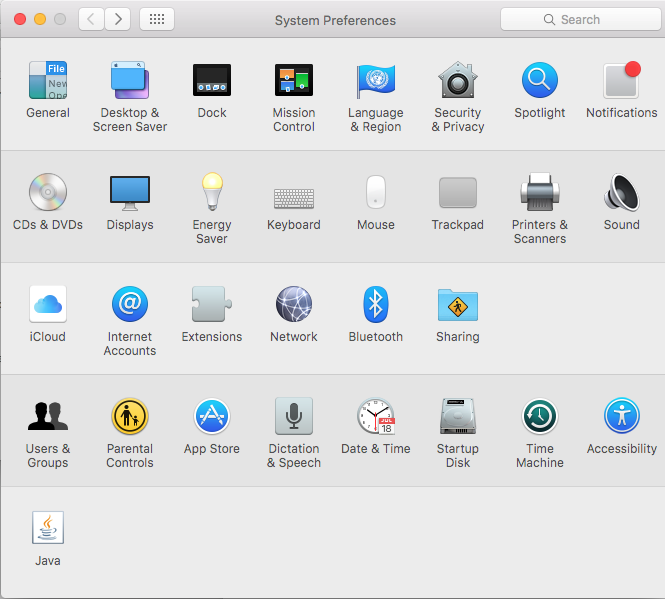 System Preferences
Search
File
New
Ope
General
Desktop &
Screen Saver
Dock
Mission
Control
Language
& Region
Security
& Privacy
Spotlight
Notifications
CDs & DVDs
Displays
Energy
Saver
Keyboard
Mouse
Trackpad
Printers &
Scanners
Sound
@
iCloud
Internet
Accounts
Extensions
Network
Bluetooth
Sharing
JUL
18
Users &
Groups
Parental
Controls
App Store
Dictation
& Speech
Date & Time
Startup
Disk
Time
Machine
Accessibility
Java